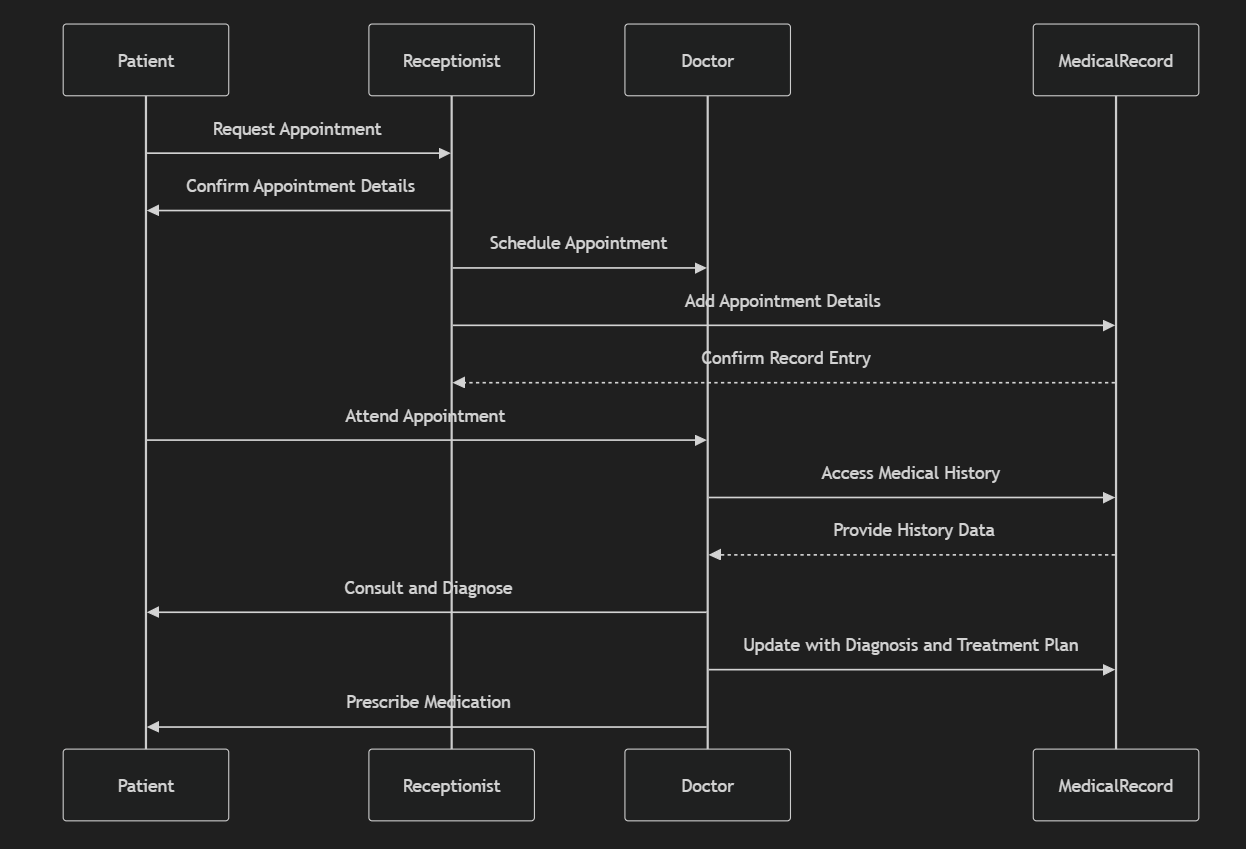 Patient
Receptionist
Doctor
MedicalRecord
Request Appointment
Confirm Appointment Details
Schedule Appointment
Add Appointment Details
Confirm Record Entry
Attend Appointment
Access Medical History
Provide History Data
Consult and Diagnose
Update with Diagnosis and Treatment Plan
Prescribe Medication
Patient
Receptionist
Doctor
MedicalRecord